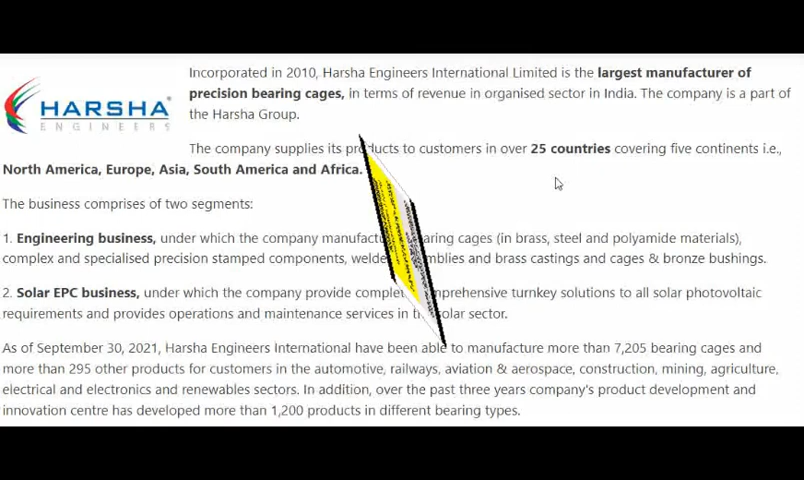 HARSHA
ENGINEERS
Incorporated in 2010, Harsha Engineers International Limited is the largest manufacturer of
precision bearing cages, in terms of revenue in organised sector in India. The company is a part of
the Harsha Group.
The company supplies its products to customers in over 25 countries covering five continents i.e.,
North America, Europe, Asia, South America and Africa.
The business comprises of two segments:
1. Engineering business, under which the company manufactu aring cages (in brass, steel and polyamide materials),
complex and specialised precision stamped components, welde mblies and brass castings and cages & bronze bushings.
2. Solar EPC business, under which the company provide complet mprehensive turnkey solutions to all solar photovoltaic
requirements and provides operations and maintenance services in th olar sector.
As of September 30, 2021, Harsha Engineers International have been able to manufacture more than 7,205 bearing cages and
more than 295 other products for customers in the automotive, railways, aviation & aerospace, construction, mining, agriculture,
electrical and electronics and renewables sectors. In addition, over the past three years company's product development and
innovation centre has developed more than 1,200 products in different bearing types.